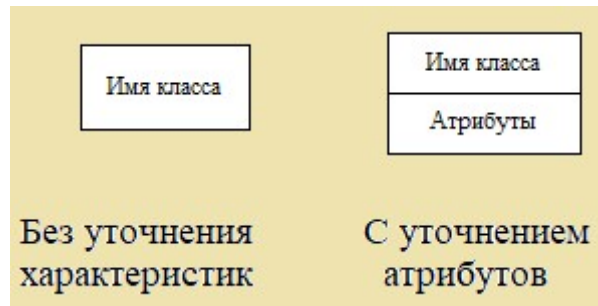 Имя класса
Имя класса
Атрибуты
Без уточнения
характеристик
С уточнением
атрибутов